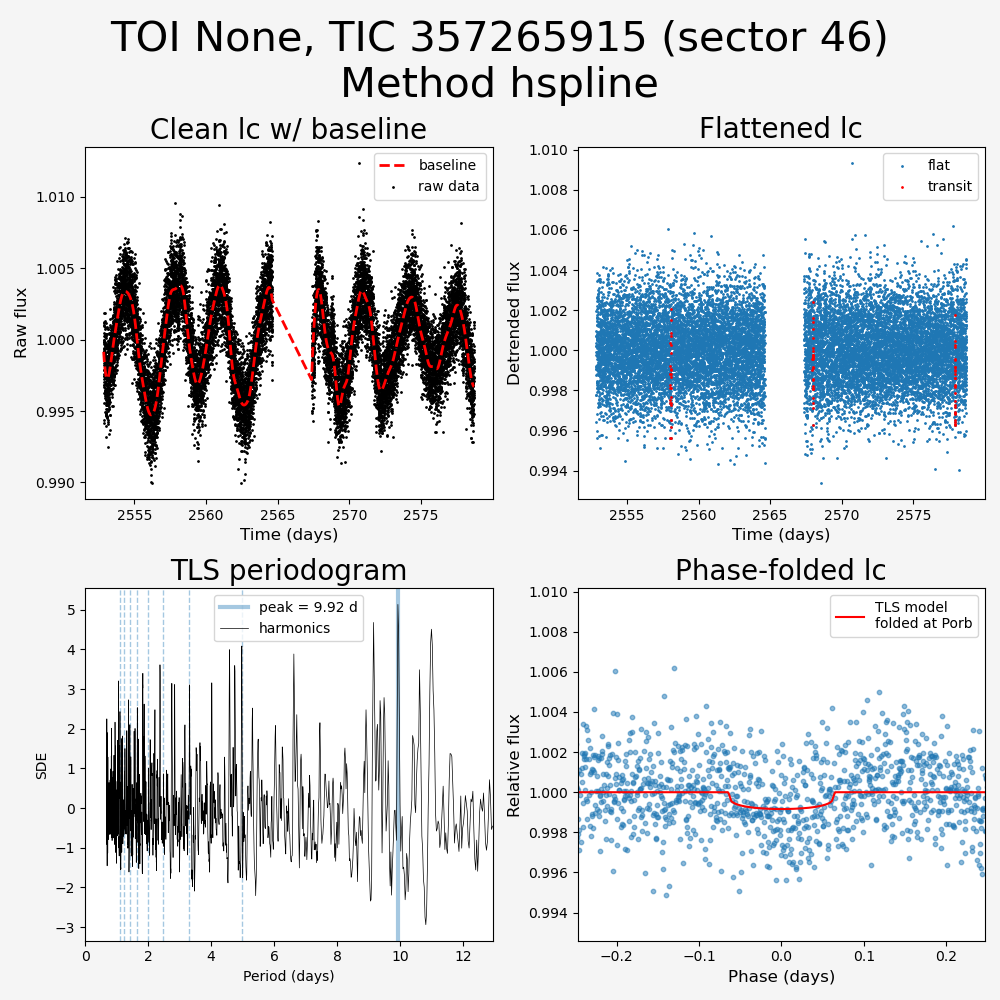 TOI None, TIC 357265915 (sector 46)
Method hspline
Clean lc w/ baseline
baseline
raw data
1.010
1.005
1.000
0.995
0.990
Raw flux
2555 2560 2565 2570 2575
Time (days)
Flattened lc
flat
transit
1.010
1.008
1.006
1.004
1.002
1.000
0.998
0.996
0.994
Detrended flux
2555 2560 2565 2570 2575
Time (days)
TLS periodogram
peak = 9.92 d
harmonics
5
4
3
2
1
0
−1
−2
−3
SDE
0 2 4 6 8 10 12
Period (days)
Phase-folded lc
TLS model
folded at Porb
1.010
1.008
1.006
1.004
1.002
1.000
0.998
0.996
0.994
Relative flux
−0.2 −0.1 0.0 0.1 0.2
Phase (days)